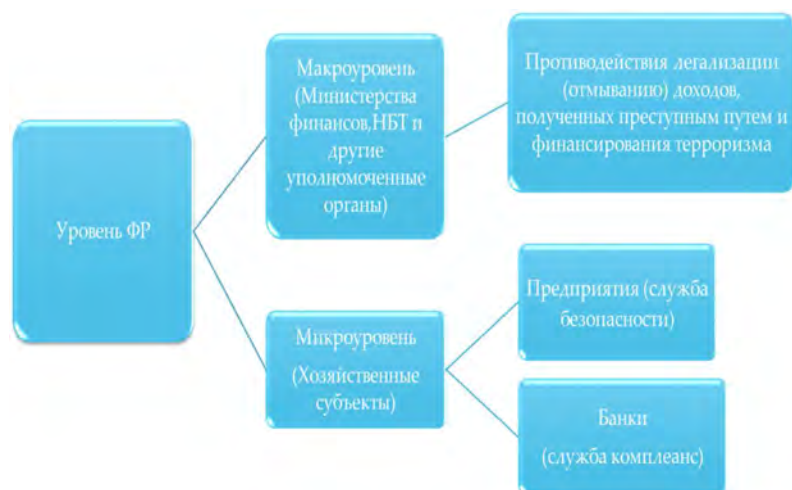 Уровень ФР
Макроуровень
(Министерства
финансов,НБТ и
другие
уполномоченные
органы)
Противодействия легализации
(отмыванию) доходов,
полученных преступным путем и
финансирования терроризма
Микроуровень
(Хозяйственные
субъекты)
Предприятия (служба
безопасности)
Банки
(служба комплеанс)